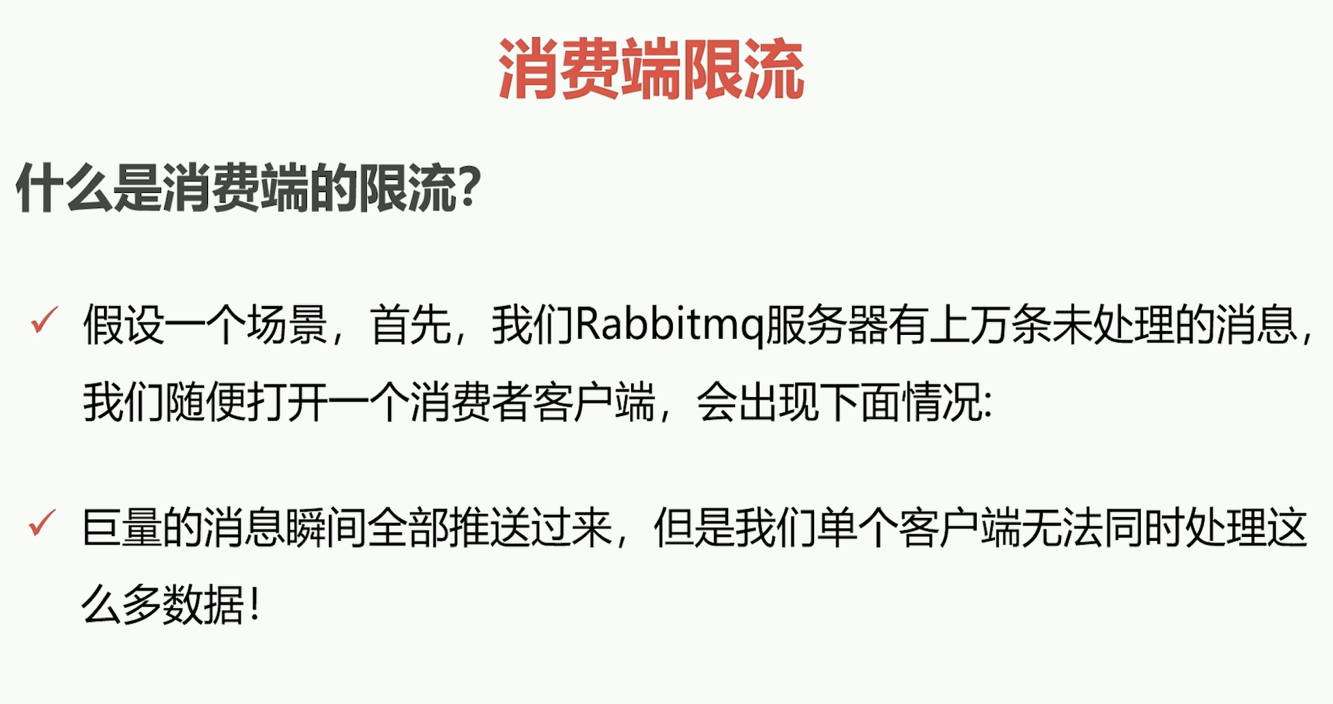 消费端限流
什么是消费端的限流?
✓ 假设一个场景，首先，我们Rabbitmq服务器有上万条未处理的消息，
我们随便打开一个消费者客户端，会出现下面情况:
✓ 巨量的消息瞬间全部推送过来，但是我们单个客户端无法同时处理这
么多数据!